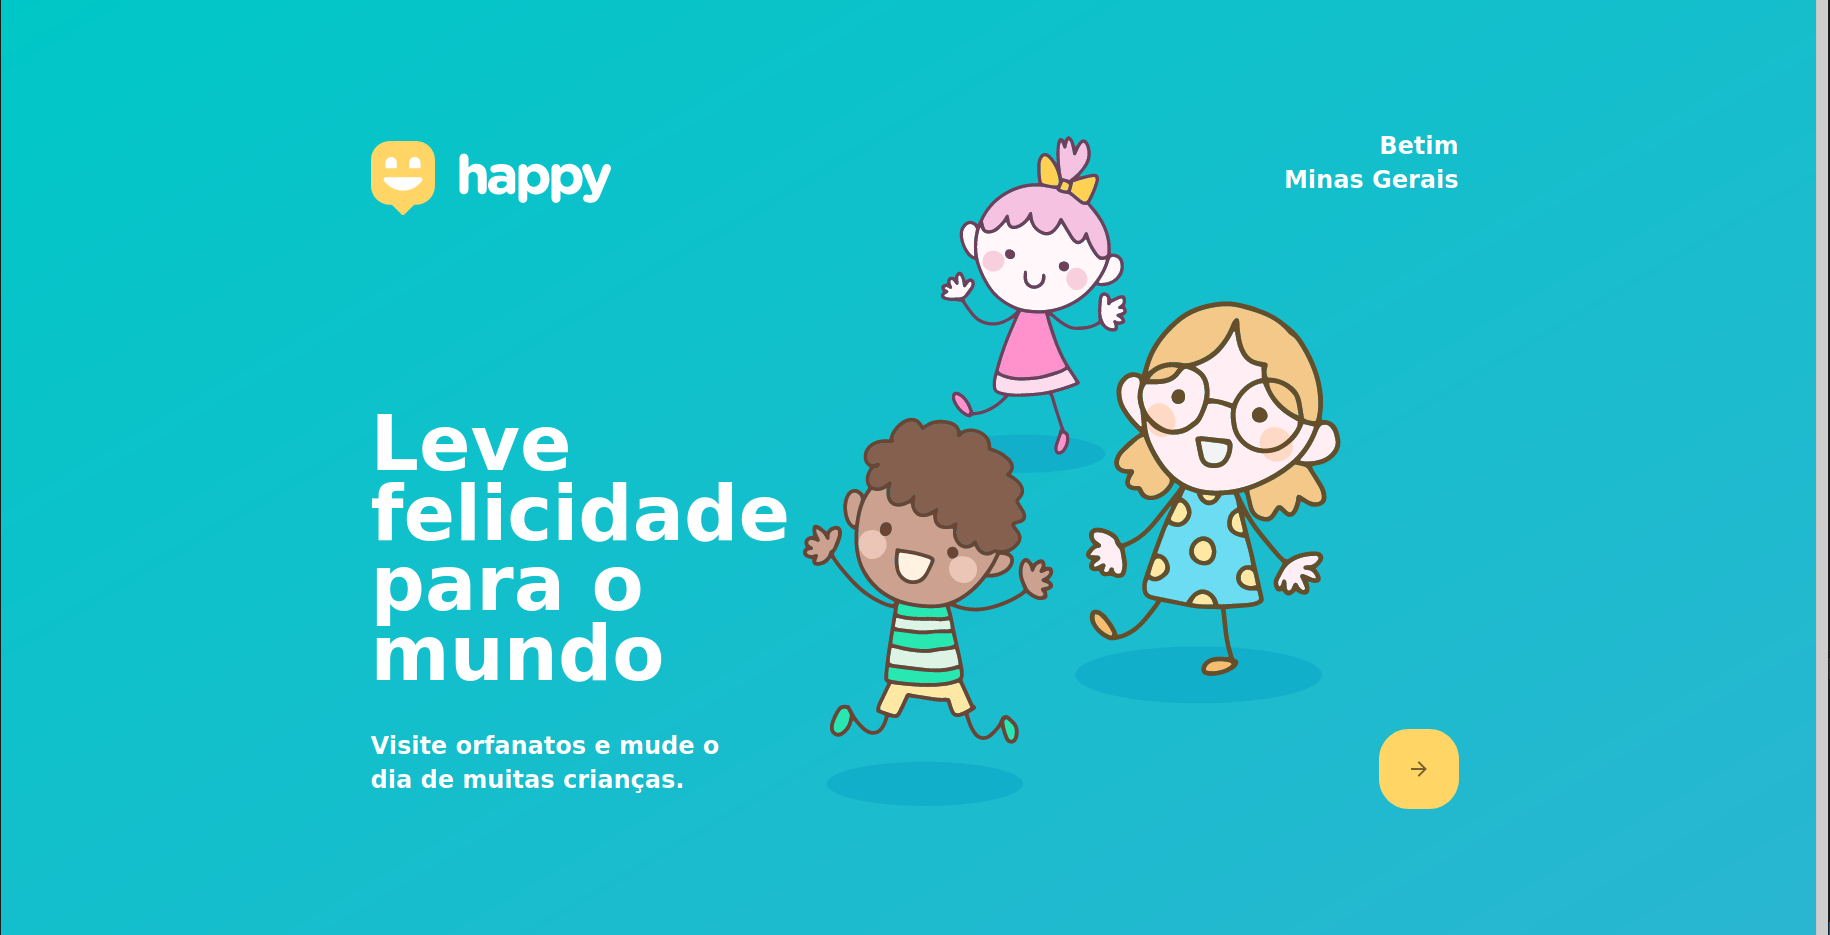 happy
Betim
Minas Gerais
Leve
felicidade
para o
mundo
Visite orfanatos e mude o
dia de muitas crianças.